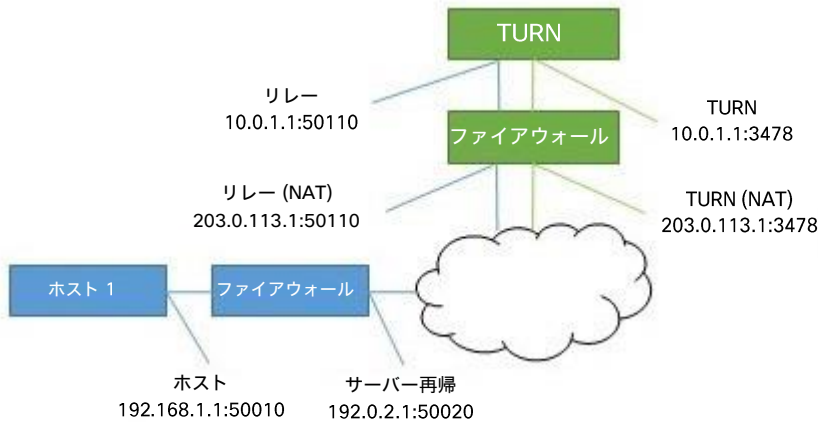 TURN
リレー
10.0.1.1:50110
ファイアウォール
TURN
10.0.1.1:3478
リレー (NAT)
203.0.113.1:50110
TURN (NAT)
203.0.113.1:3478
ホスト 1
ファイアウォール
ホスト
192.168.1.1:50010
サーバー再帰
192.0.2.1:50020